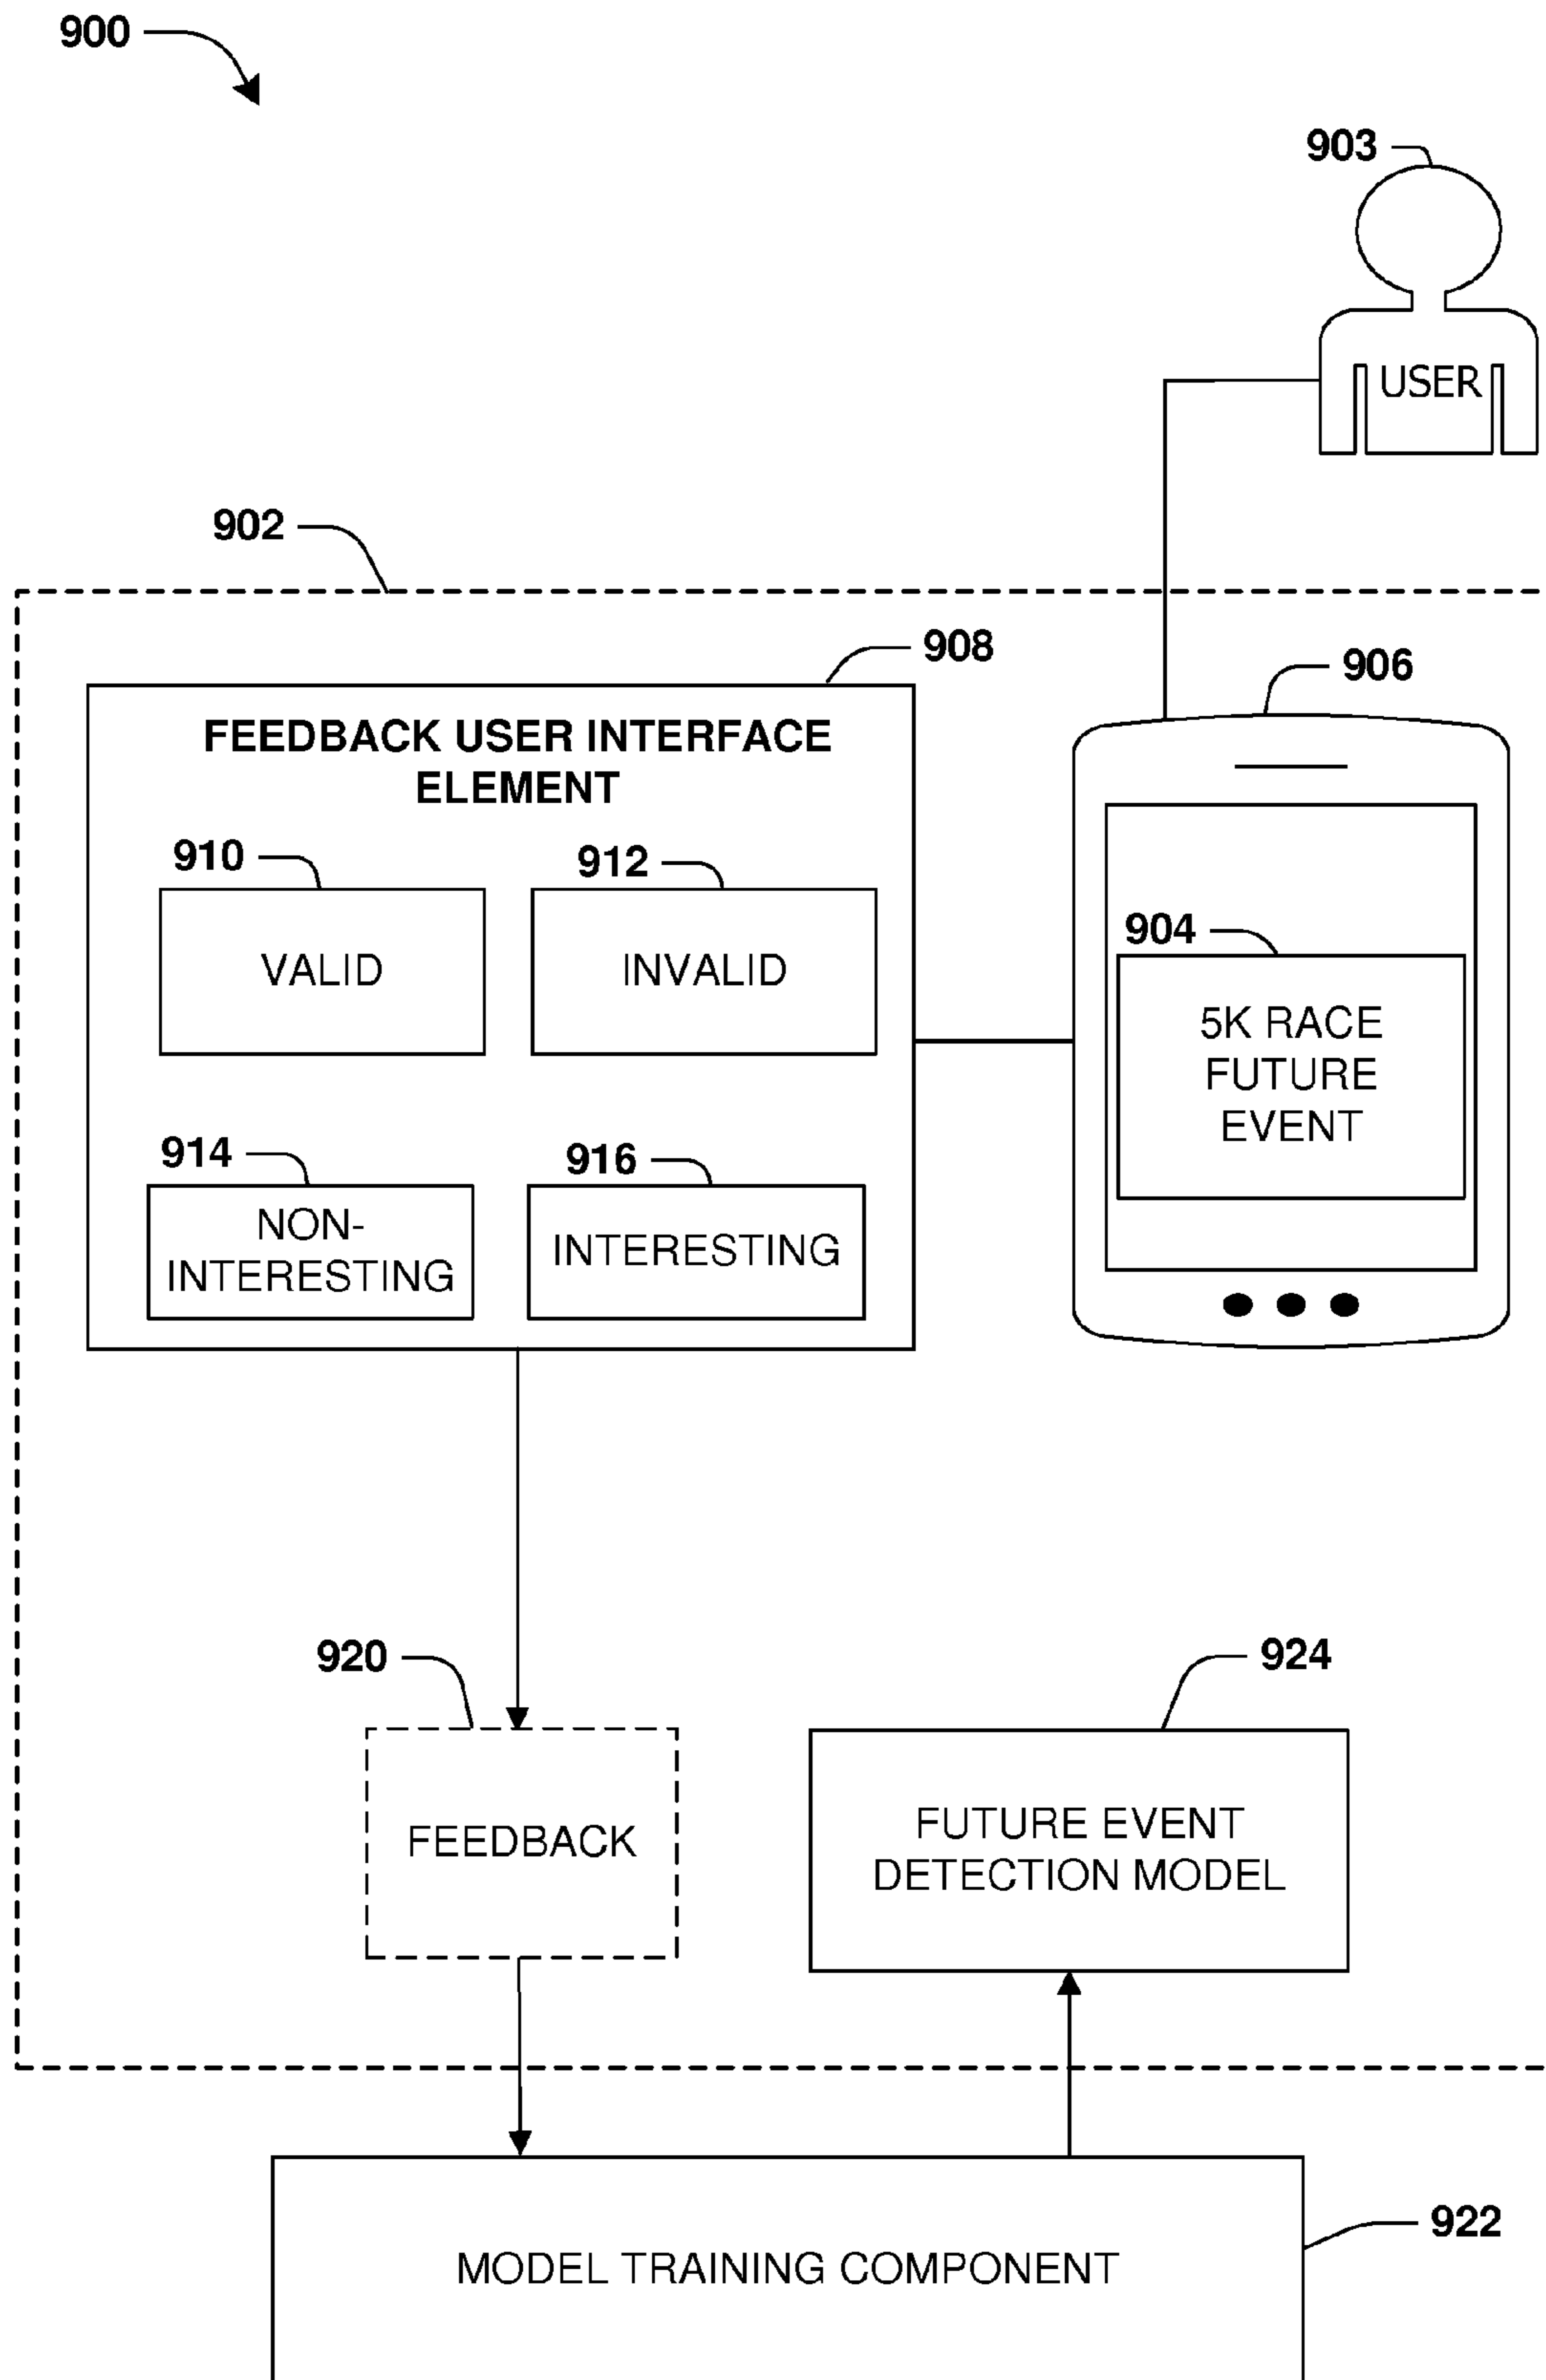 900
903
USER
902
908
906
FEEDBACK USER INTERFACE
ELEMENT
910
912
VALID
INVALID
904
5K RACE
FUTURE
EVENT
914
916
NON-
INTERESTING
INTERESTING
920
924
FEEDBACK
FUTURE EVENT
DETECTION MODEL
922
MODEL TRAINING COMPONENT